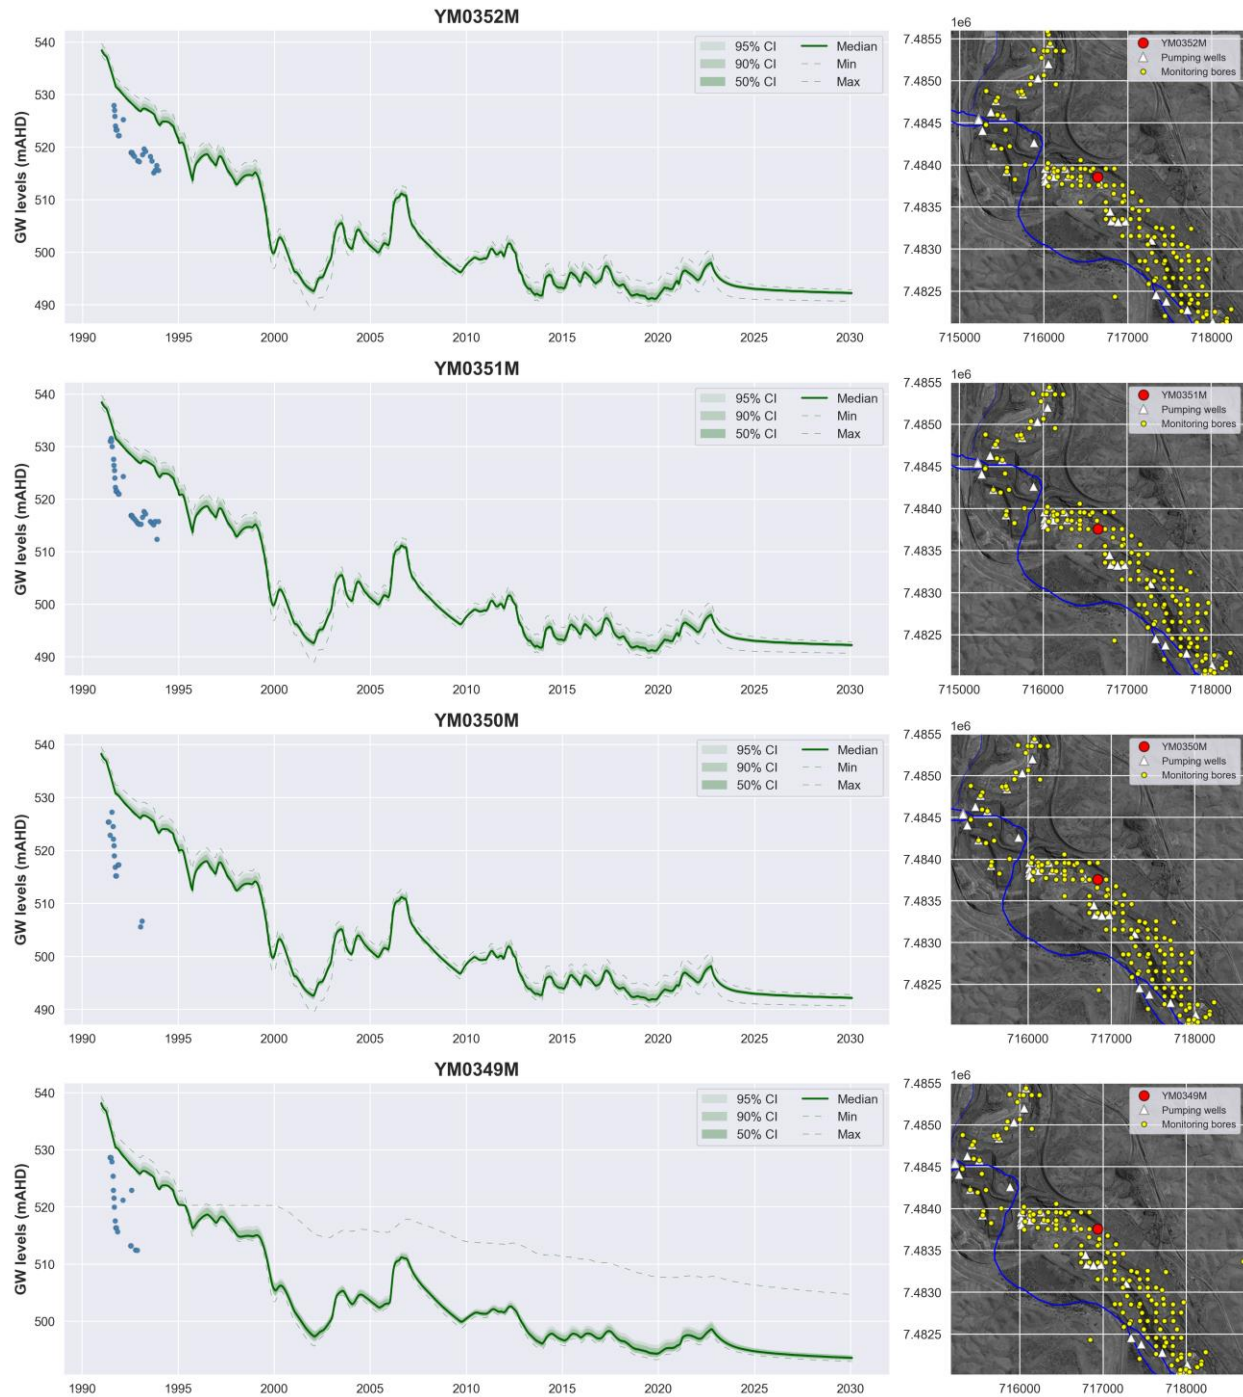 YM0352M
GW levels (mAHD)
540
530
520
510
500
490
1990 1995 2000 2005 2010 2015 2020 2025 2030
95% CI Median
90% CI Min
50% CI Max
1e6
7.4855
7.4850
7.4845
7.4840
7.4835
7.4830
7.4825
715000 716000 717000 718000
YM0352M
Pumping wells
Monitoring bores
YM0351M
GW levels (mAHD)
540
530
520
510
500
490
1990 1995 2000 2005 2010 2015 2020 2025 2030
95% CI Median
90% CI Min
50% CI Max
1e6
7.4855
7.4850
7.4845
7.4840
7.4835
7.4830
7.4825
715000 716000 717000 718000
YM0351M
Pumping wells
Monitoring bores
YM0350M
GW levels (mAHD)
540
530
520
510
500
490
1990 1995 2000 2005 2010 2015 2020 2025 2030
95% CI Median
90% CI Min
50% CI Max
1e6
7.4855
7.4850
7.4845
7.4840
7.4835
7.4830
7.4825
716000 717000 718000
YM0350M
Pumping wells
Monitoring bores
YM0349M
GW levels (mAHD)
540
530
520
510
500
1990 1995 2000 2005 2010 2015 2020 2025 2030
95% CI Median
90% CI Min
50% CI Max
1e6
7.4855
7.4850
7.4845
7.4840
7.4835
7.4830
7.4825
716000 717000 718000
YM0349M
Pumping wells
Monitoring bores